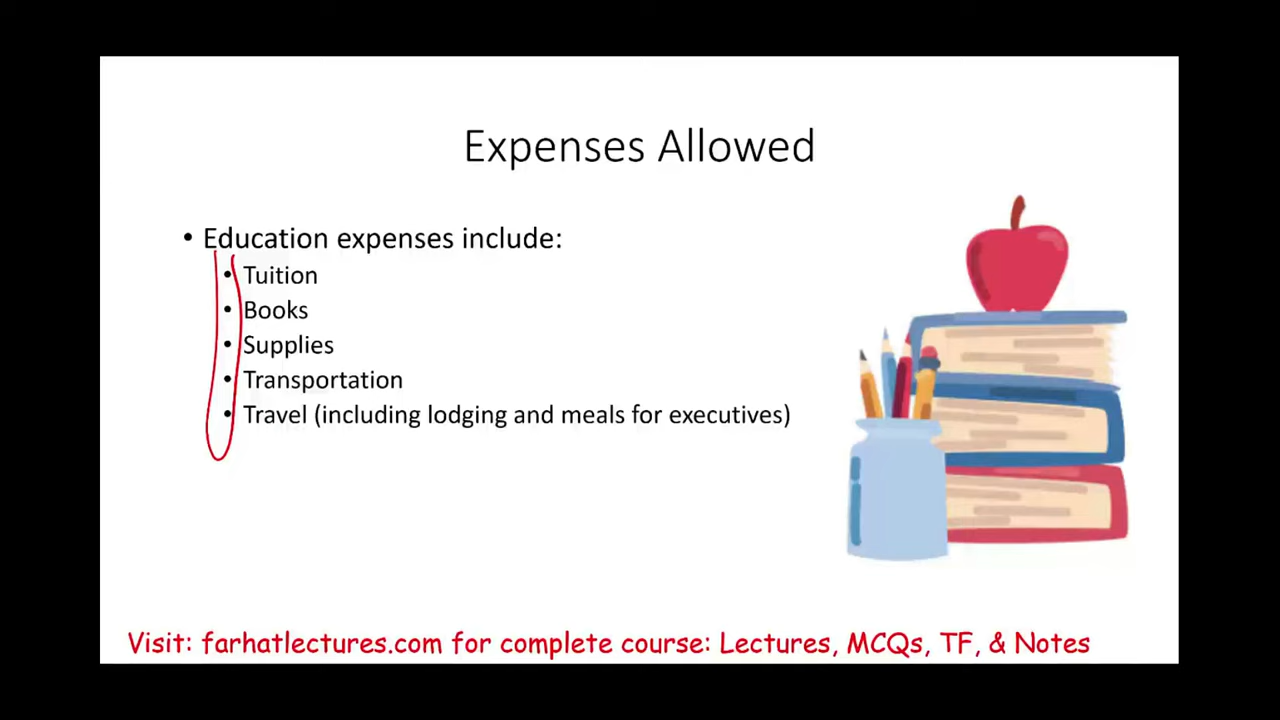 Expenses Allowed
• Education expenses include:
• Tuition
• Books
• Supplies
• Transportation
• Travel (including lodging and meals for executives)
Visit: farhatlectures.com for complete course: Lectures, MCQs, TF, & Notes